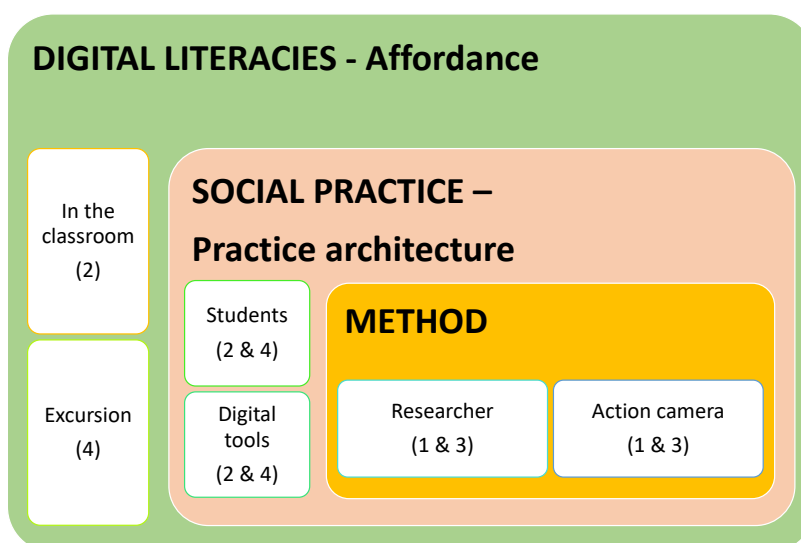 DIGITAL LITERACIES - Affordance
In the
classroom
(2)
Excursion
(4)
SOCIAL PRACTICE –
Practice architecture
Students
(2 & 4)
Digital
tools
(2 & 4)
METHOD
Researcher
(1 & 3)
Action camera
(1 & 3)